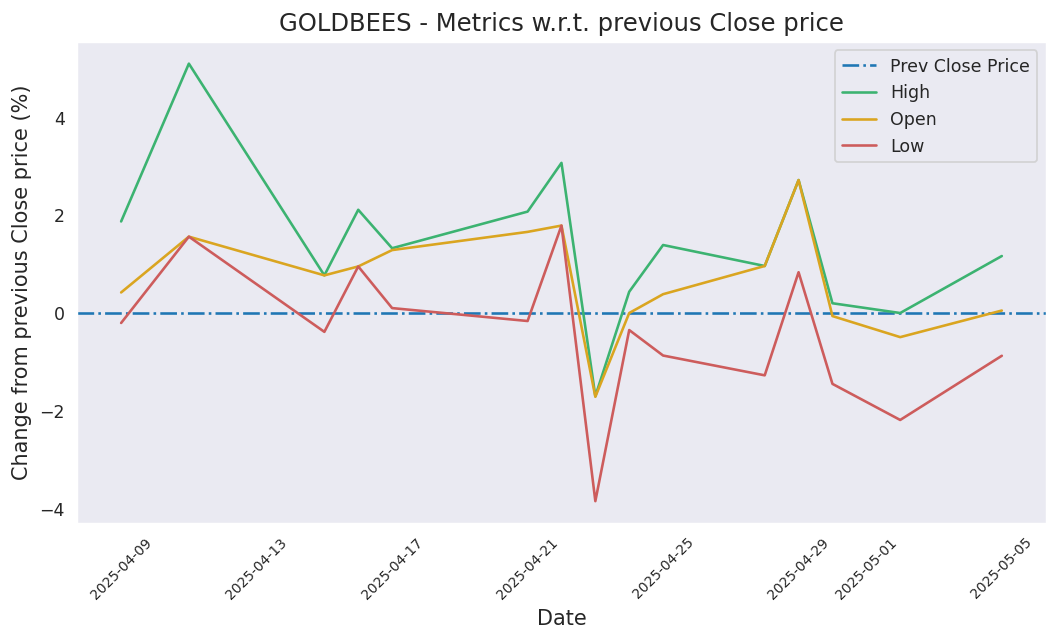 GOLDBEES - Metrics w.r.t. previous Close price
Change from previous Close price (%)
4
2
0
−2
−4
Prev Close Price
High
Open
Low
2025-04-09
2025-04-13
2025-04-17
2025-04-21
2025-04-25
2025-04-29
2025-05-01
2025-05-05
Date